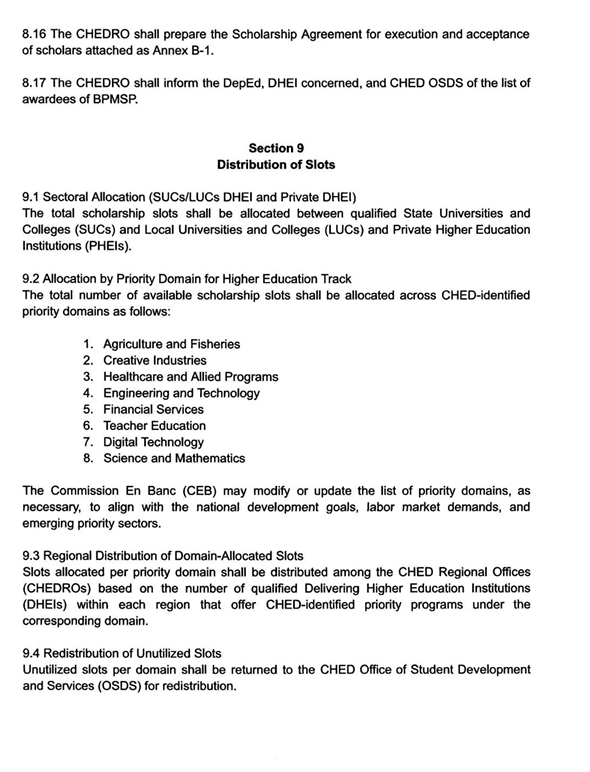 8.16 The CHEDRO shall prepare the Scholarship Agreement for execution and acceptance
of scholars attached as Annex B-1.
8.17 The CHEDRO shall inform the DepEd, DHEI concerned, and CHED OSDS of the list of
awardees of BPMSP.
Section 9
Distribution of Slots
9.1 Sectoral Allocation (SUCs/LUCs DHEI and Private DHEI)
The total scholarship slots shall be allocated between qualified State Universities and
Colleges (SUCs) and Local Universities and Colleges (LUCs) and Private Higher Education
Institutions (PHEIs).
9.2 Allocation by Priority Domain for Higher Education Track
The total number of available scholarship slots shall be allocated across CHED-identified
priority domains as follows:
1. Agriculture and Fisheries
2. Creative Industries
3. Healthcare and Allied Programs
4. Engineering and Technology
5. Financial Services
6. Teacher Education
7. Digital Technology
8. Science and Mathematics
The Commission En Banc (CEB) may modify or update the list of priority domains, as
necessary, to align with the national development goals, labor market demands, and
emerging priority sectors.
9.3 Regional Distribution of Domain-Allocated Slots
Slots allocated per priority domain shall be distributed among the CHED Regional Offices
(CHEDROs) based on the number of qualified Delivering Higher Education Institutions
(DHEIs) within each region that offer CHED-identified priority programs under the
corresponding domain.
9.4 Redistribution of Unutilized Slots
Unutilized slots per domain shall be returned to the CHED Office of Student Development
and Services (OSDS) for redistribution.